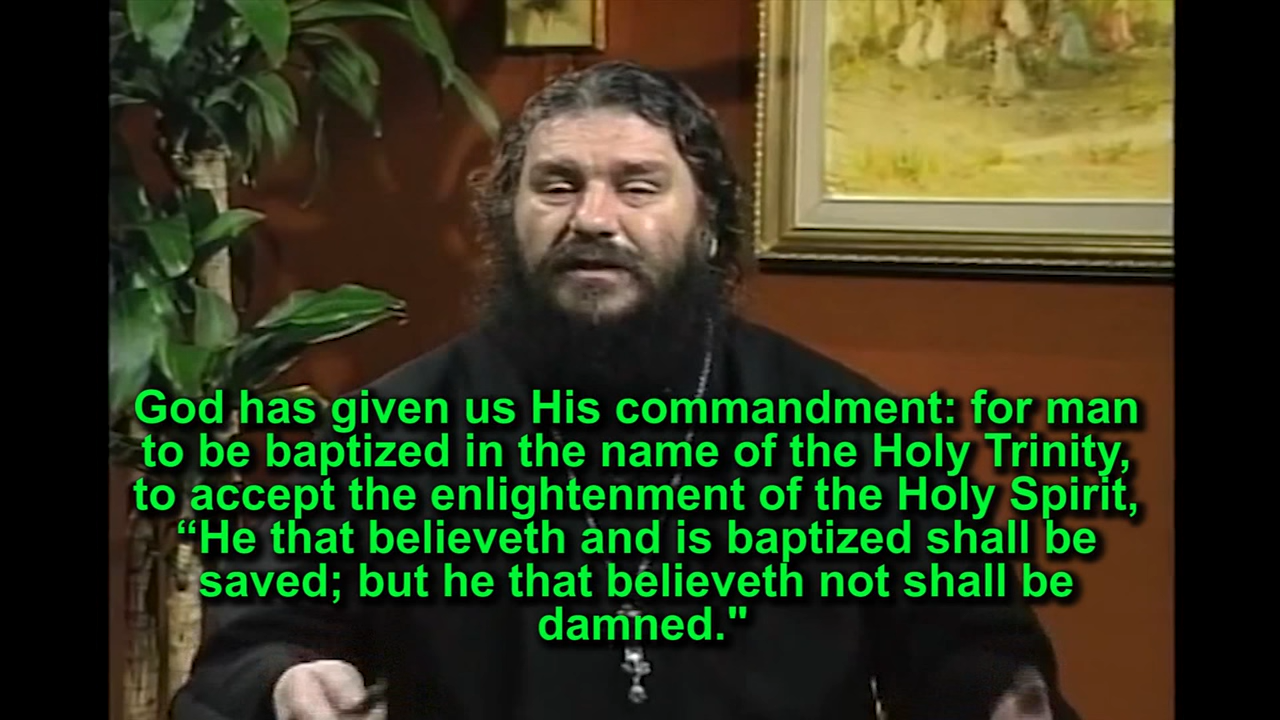 God has given us His commandment: for man
to be baptized in the name of the Holy Trinity,
to accept the enlightenment of the Holy Spirit,
“He that believeth and is baptized shall be
saved; but he that believeth not shall be
damned."